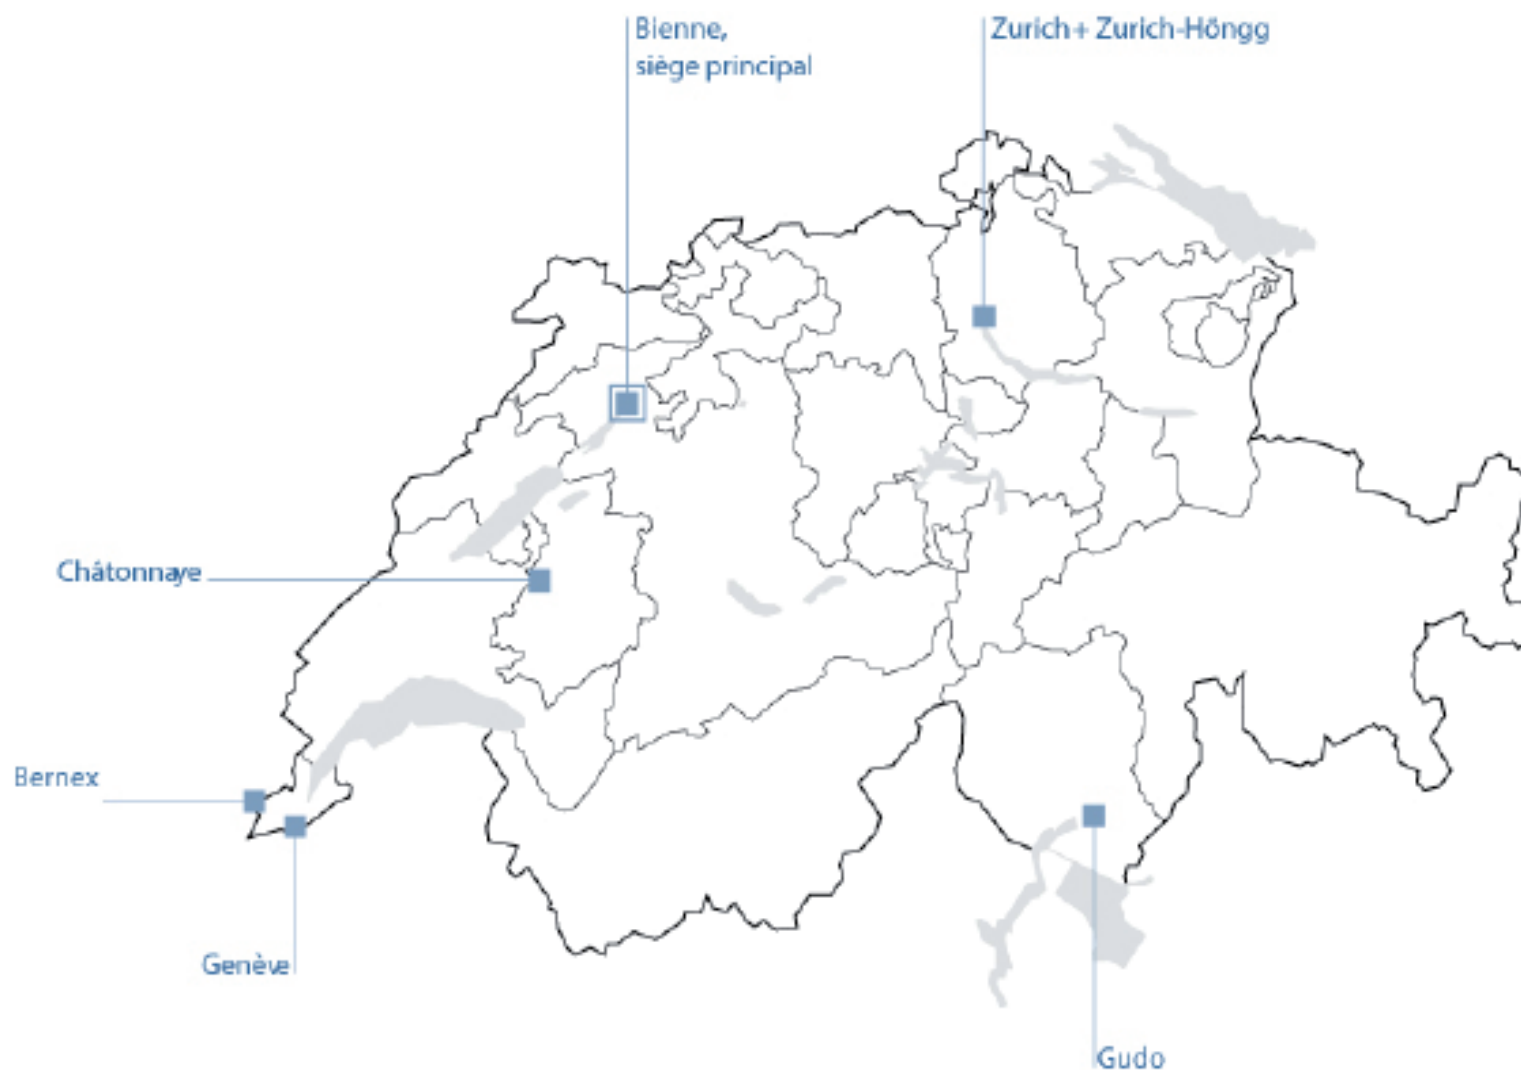 Bienne,
siège principal
Zurich + Zurich-Höngg
Châtonnaye
Bernex
Genève
Gudo